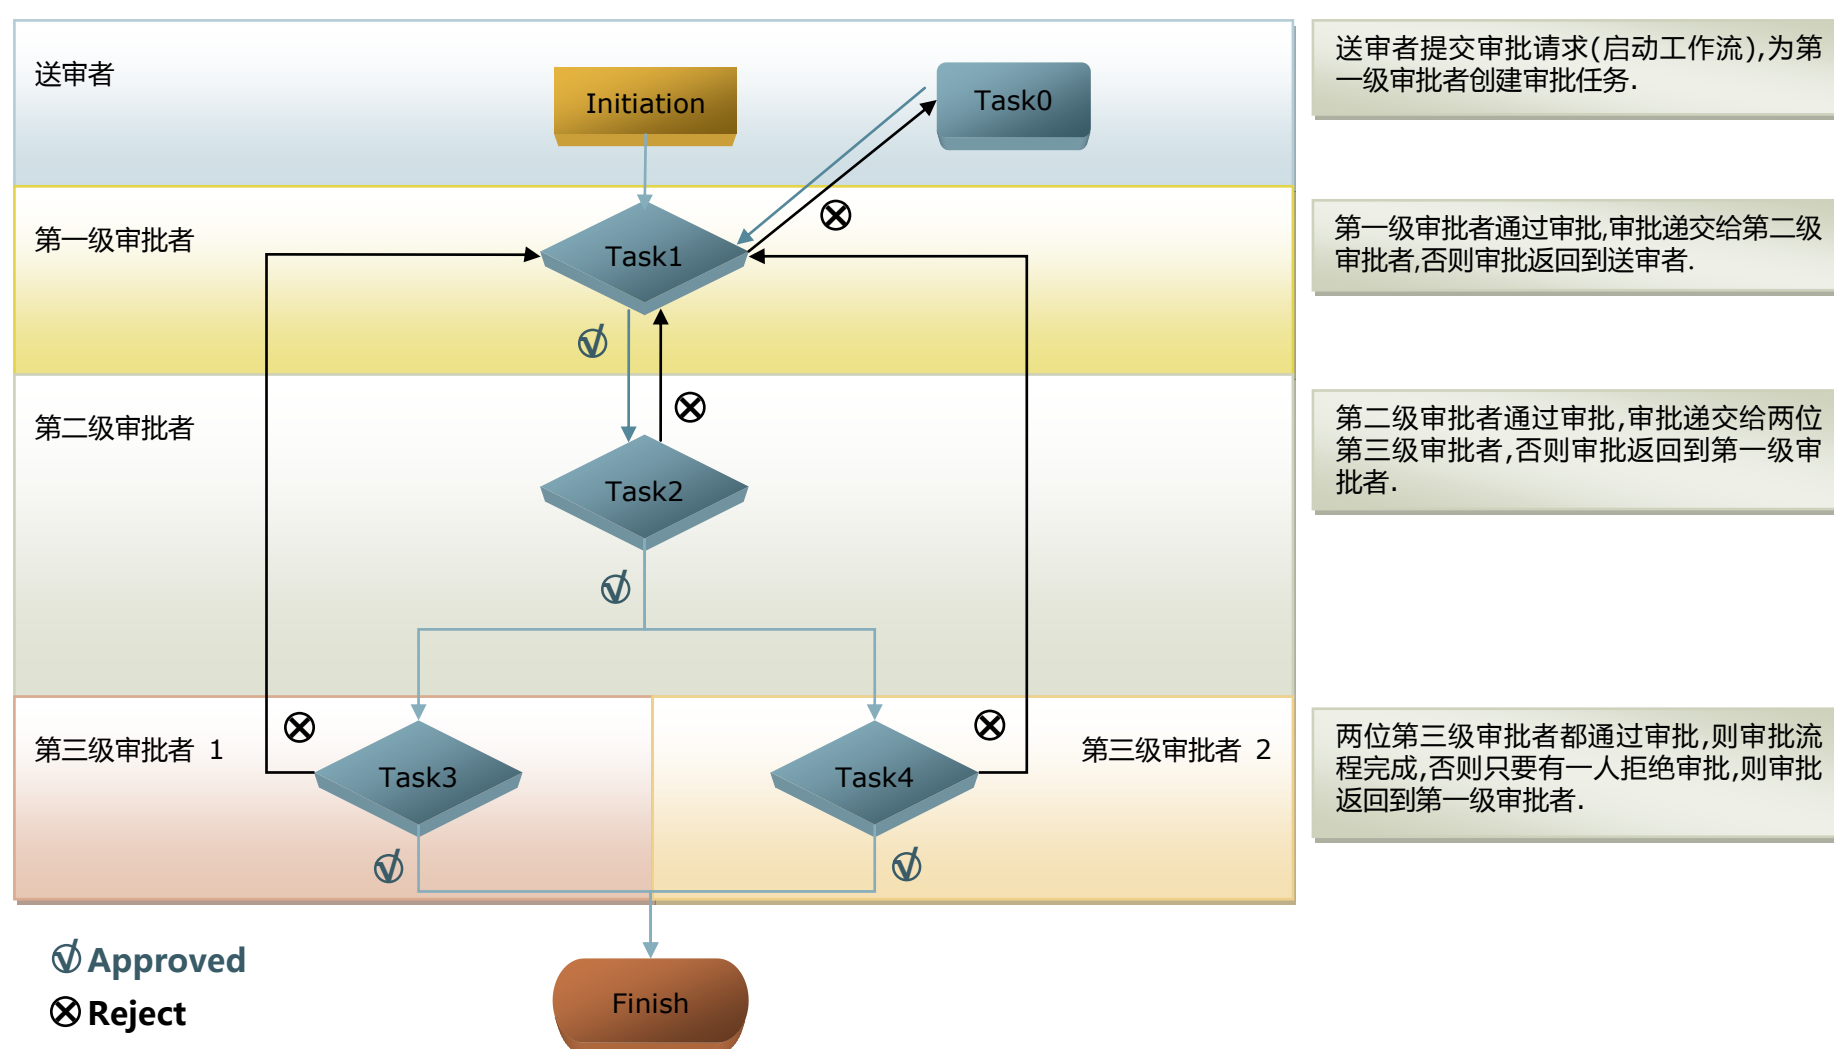 送审者
Initiation
Task0
送审者提交审批请求(启动工作流),为第
一级审批者创建审批任务.
第一级审批者
Task1
第一级审批者通过审批,审批递交给第二级
审批者,否则审批返回到送审者.
第二级审批者
Task2
第二级审批者通过审批,审批递交给两位
第三级审批者,否则审批返回到第一级审
批者.
第三级审批者 1
Task3
Task4
第三级审批者 2
两位第三级审批者都通过审批,则审批流
程完成,否则只要有一人拒绝审批,则审批
返回到第一级审批者.
Approved
Reject
Finish